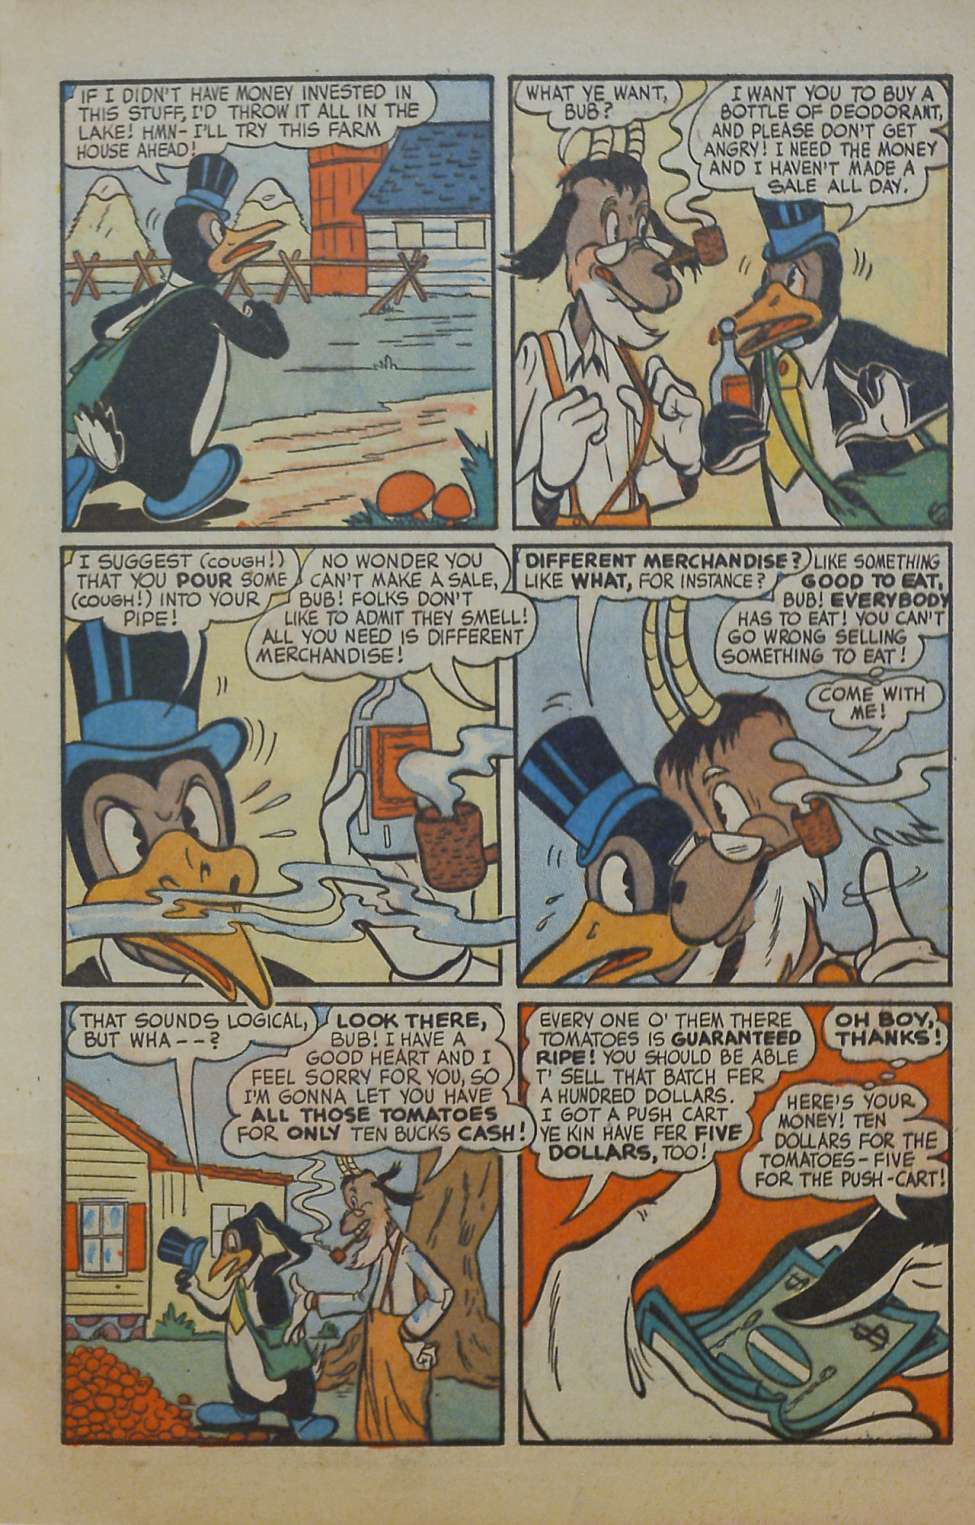 IF I DIDN'T HAVE MONEY INVESTED IN
THIS STUFF, I'D THROW IT ALL IN THE
LAKE! HMN- I'LL TRY THIS FARM
HOUSE AHEAD!
WHAT YE WANT,
BUB?
I WANT YOU TO BUY A
BOTTLE OF DEODORANT,
AND PLEASE DON'T GET
ANGRY! I NEED THE MONEY
AND I HAVEN'T MADE A
SALE ALL DAY.
I SUGGEST (COUGH!)
THAT YOU POUR SOME
(COUGH!) INTO YOUR
PIPE!
NO WONDER YOU
CAN'T MAKE A SALE,
BUB! FOLKS DON'T
LIKE TO ADMIT THEY SMELL!
ALL YOU NEED IS DIFFERENT
MERCHANDISE!
DIFFERENT MERCHANDISE?
LIKE WHAT, FOR INSTANCE?
LIKE SOMETHING
GOOD TO EAT,
BUB! EVERYBODY
HAS TO EAT! YOU CAN'T
GO WRONG SELLING
SOMETHING TO EAT!
COME WITH
ME!
THAT SOUNDS LOGICAL,
BUT WHA---?
LOOK THERE,
BUB! I HAVE A
GOOD HEART AND I
FEEL SORRY FOR YOU, SO
I'M GONNA LET YOU HAVE
ALL THOSE TOMATOES
FOR ONLY TEN BUCKS CASH!
EVERY ONE O' THEM THERE
TOMATOES IS GUARANTEED
RIPE! YOU SHOULD BE ABLE
T' SELL THAT BATCH FER
A HUNDRED DOLLARS.
I GOT A PUSH CART
YE KIN HAVE FER FIVE
DOLLARS, TOO!
OH BOY,
THANKS!
HERE'S YOUR
MONEY! TEN
DOLLARS FOR THE
TOMATOES-FIVE
FOR THE PUSH-CART!
$
$